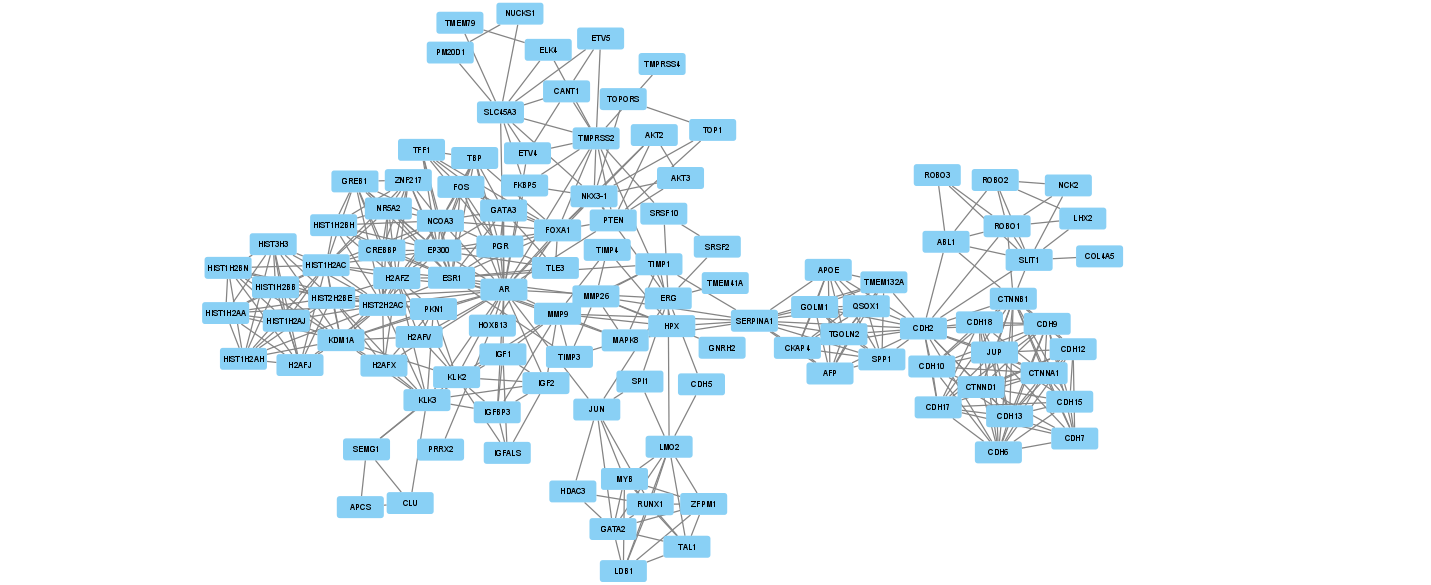 NUCKS1
TMEM79
ETV5
ELK4
PM20D1
TMPRSS4
CANT1
TOPORS
SLC45A3
TOP1
AKT2
TMPRSS2
TFF1
ETV4
TBP
ROBO3
AKT3
ROBO2
ZNF217
GREB1
FKBP5
NCK2
FOS
NKX3-1
NR5A2
GATA3
SRSF10
LHX2
PTEN
NCOA3
HIST1H2BH
ROBO1
FOXA1
ABL1
HIST3H3
PGR
SRSF2
CREBBP
EP300
TIMP4
COL4A5
SLIT1
TIMP1
HIST1H2AC
HIST1H2BN
TLE3
APOE
H2AFZ
ESR1
TMEM132A
TMEM41A
HIST1H2BB
AR
MMP26
HIST2H2BE
ERG
CTNNB1
HIST2H2AC
QSOX1
GOLM1
PKN1
HIST1H2AA
MMP9
HIST1H2AJ
SERPINA1
CDH18
CDH9
HOXB13
HPX
CDH2
TGOLN2
H2AFV
KDM1A
MAPK8
GNRH2
CKAP4
CDH12
JUP
IGF1
TIMP3
HIST1H2AH
SPP1
H2AFJ
H2AFX
CDH10
AFP
CTNNA1
KLK2
SPI1
IGF2
CDH5
CTNND1
KLK3
CDH15
CDH17
JUN
IGFBP3
CDH13
CDH7
LMO2
SEMG1
PRRX2
IGFALS
CDH6
MYB
HDAC3
CLU
RUNX1
ZFPM1
APCS
GATA2
TAL1
LDB1